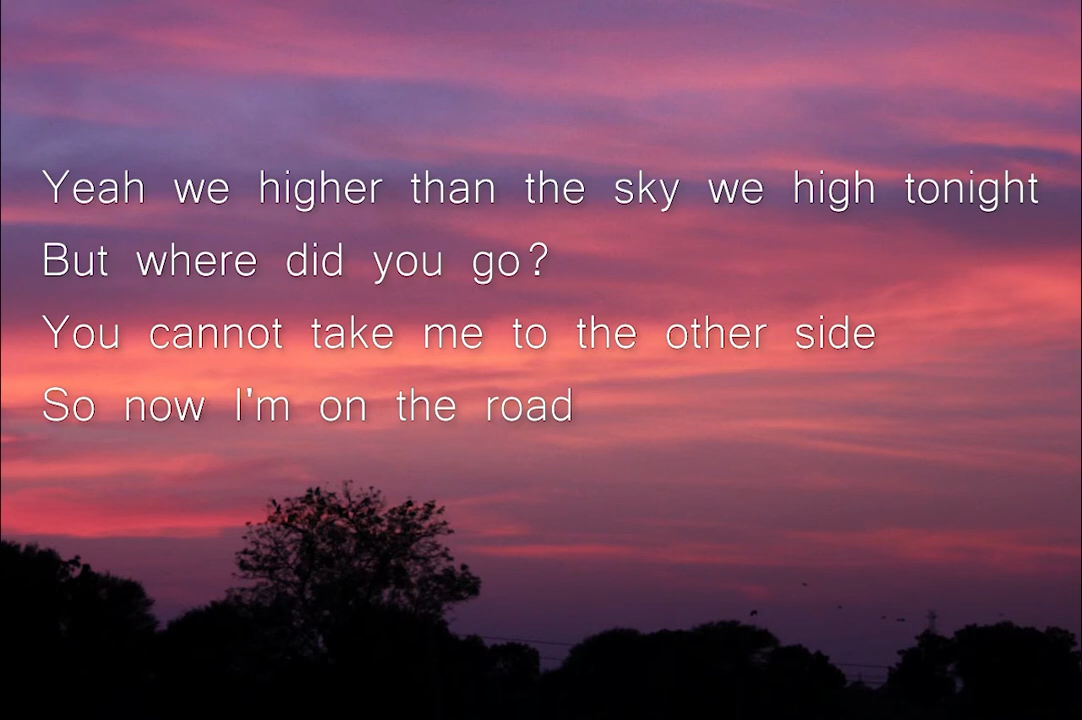 Yeah we higher than the sky we high tonight
But where did you go?
You cannot take me to the other side
So now I'm on the road